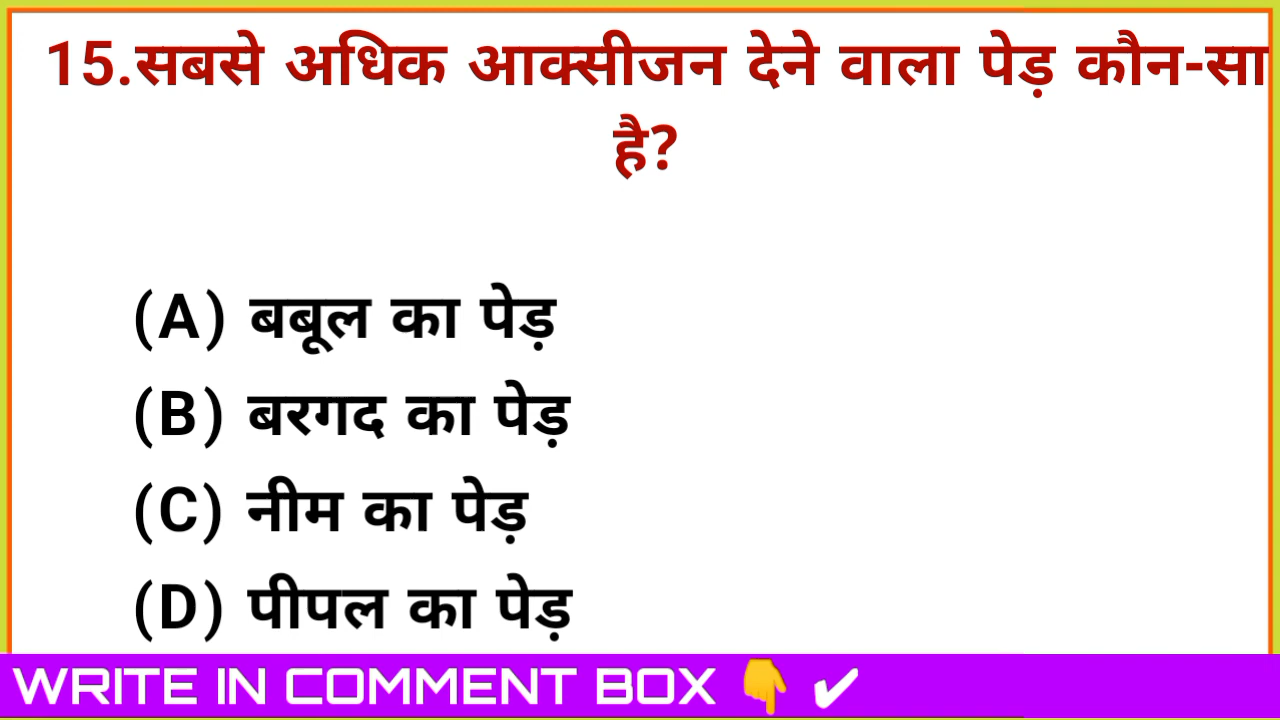 15.सबसे अधिक आक्सीजन देने वाला पेड़ कौन-सा
है?
(A) बबूल का पेड़
(B) बरगद का पेड़
(C) नीम का पेड़
(D) पीपल का पेड़
WRITE IN COMMENT BOX 👇 ✔